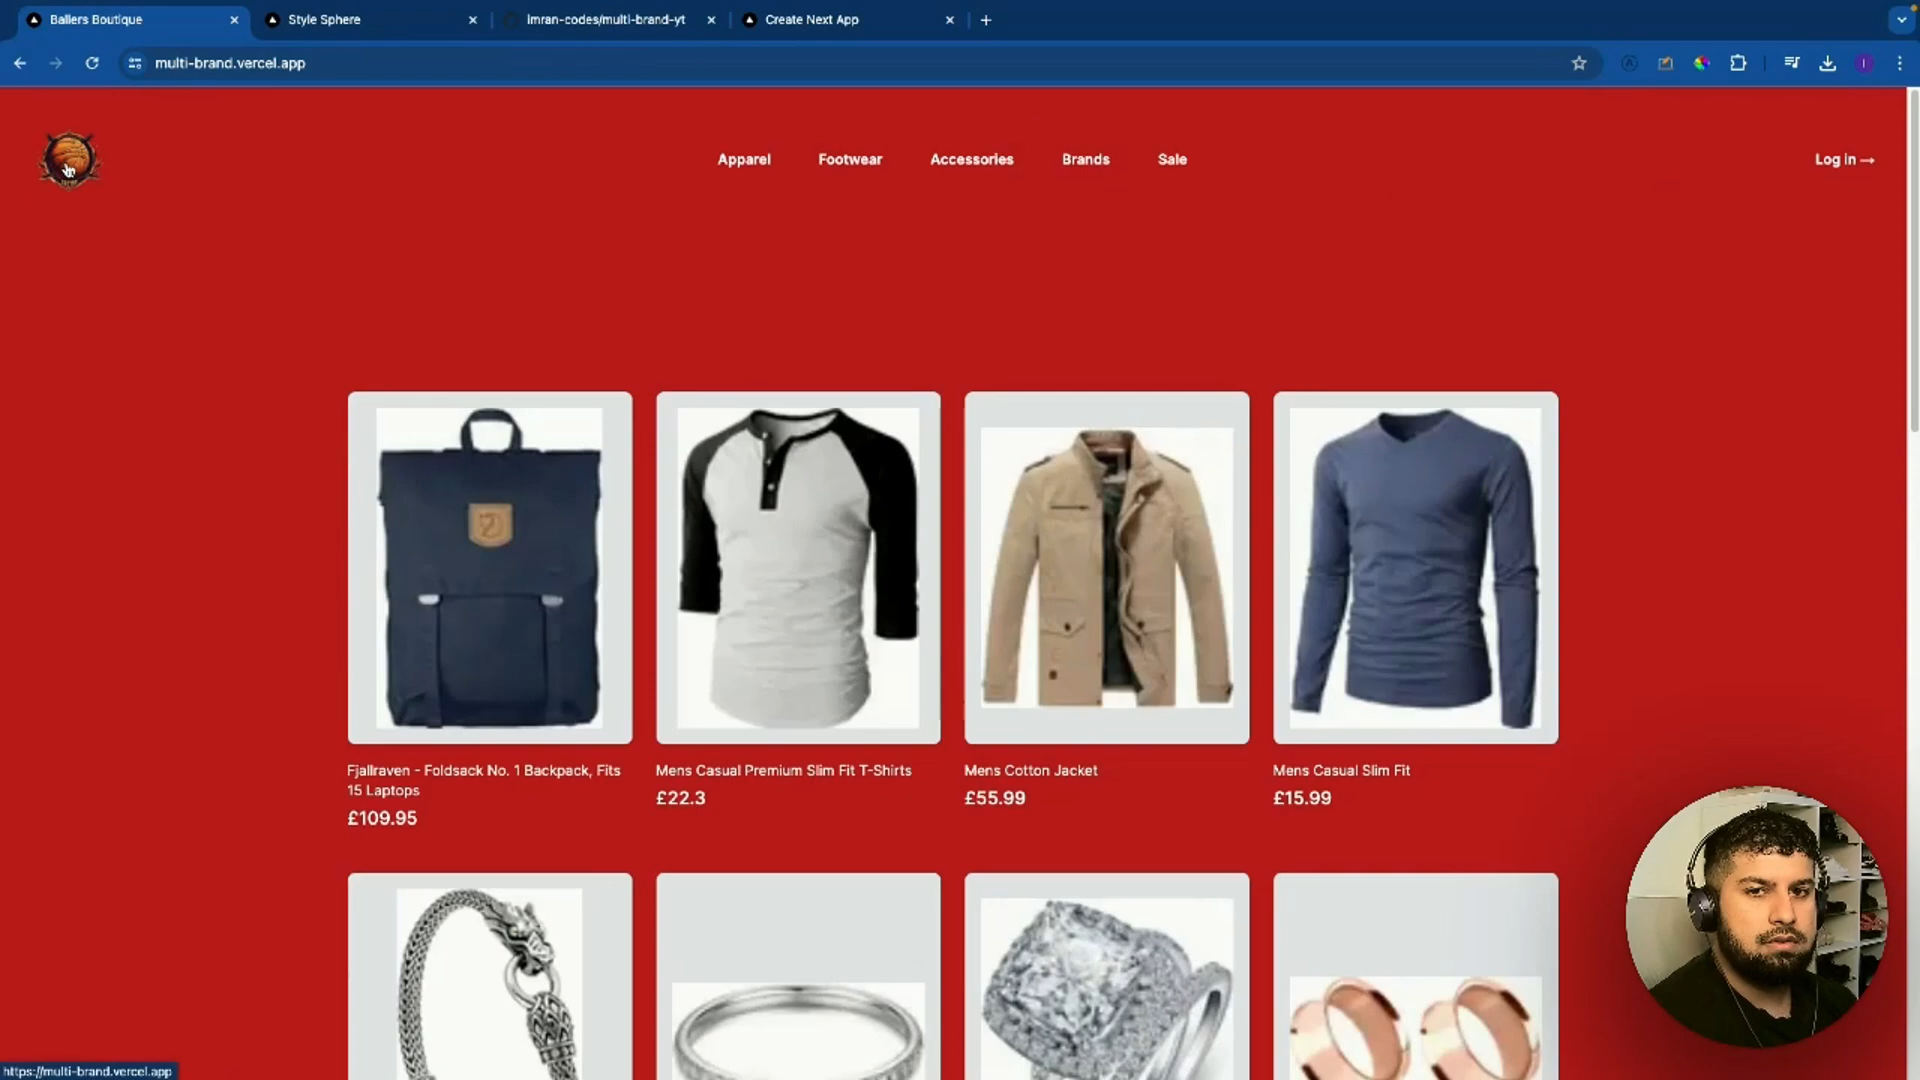 Ballers Boutique
Style Sphere
imran-codes/multi-brand-yt
Create Next App
multi-brand.vercel.app
Apparel
Footwear
Accessories
Brands
Sale
Log in →
Fjallraven - Foldsack No. 1 Backpack, Fits
15 Laptops
£109.95
Mens Casual Premium Slim Fit T-Shirts
£22.3
Mens Cotton Jacket
£55.99
Mens Casual Slim Fit
£15.99
https://multi-brand.vercel.app